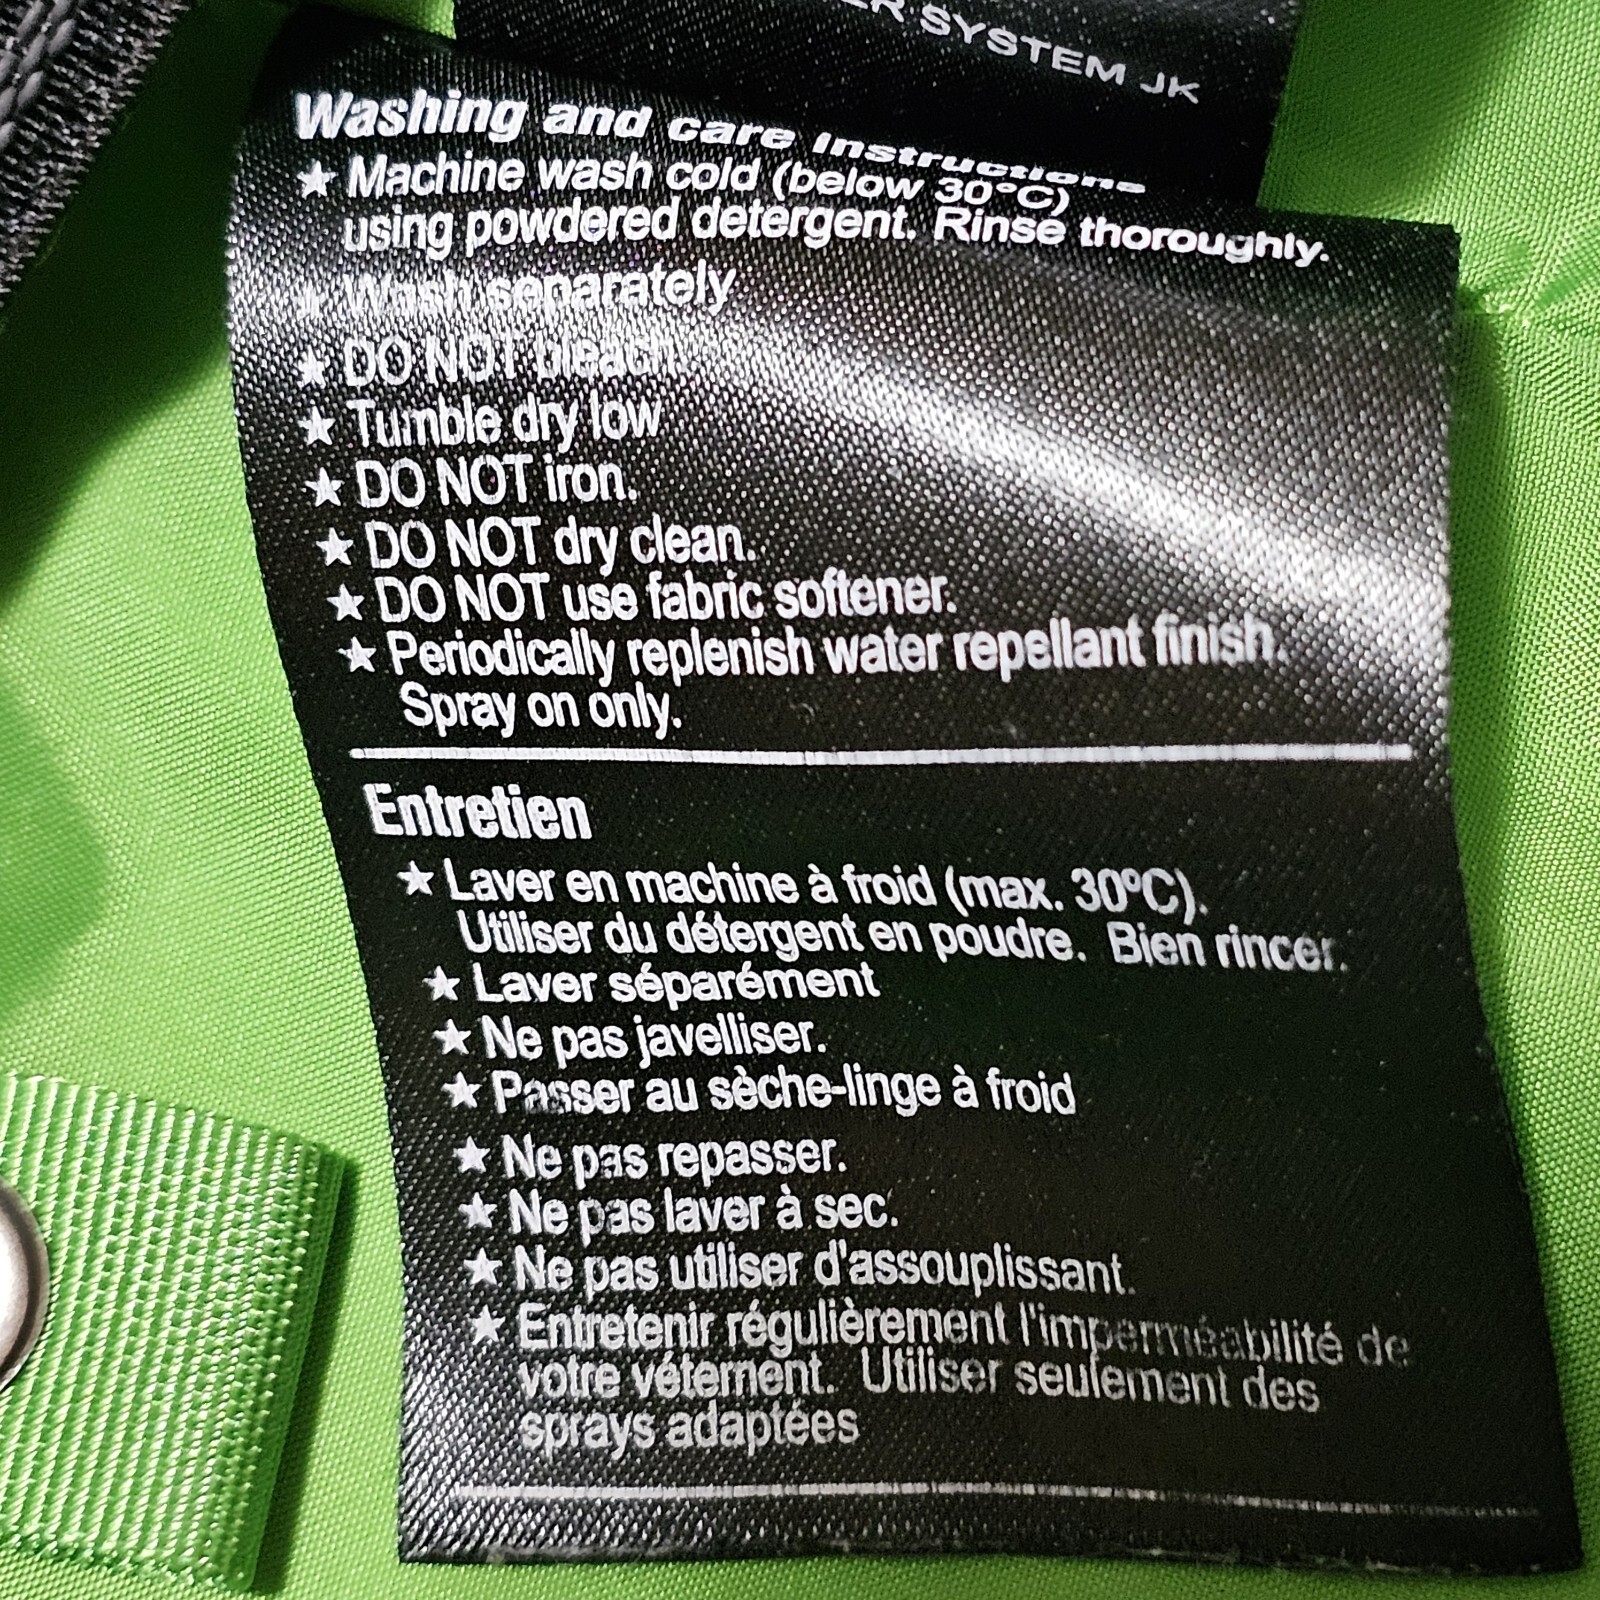 R SYSTEM JK
Washing and care instructions
★ Machine wash cold (below 30°C)
using powdered detergent. Rinse thoroughly.
★ Wash separately
★ DO NOT bleach.
★ Tumble dry low
★ DO NOT iron.
★ DO NOT dry clean.
★ DO NOT use fabric softener.
★ Periodically replenish water repellant finish.
Spray on only.
Entretien
★ Laver en machine à froid (max. 30ºC).
Utiliser du détergent en poudre. Bien rincer.
★ Laver séparément
★ Ne pas javelliser.
★ Passer au sèche-linge à froid
★ Ne pas repasser.
★ Ne pas laver à sec.
★ Ne pas utiliser d'assouplissant.
★ Entretenir régulièrement l'imperméabilité de
votre vétement. Utiliser seulement des
sprays adaptées